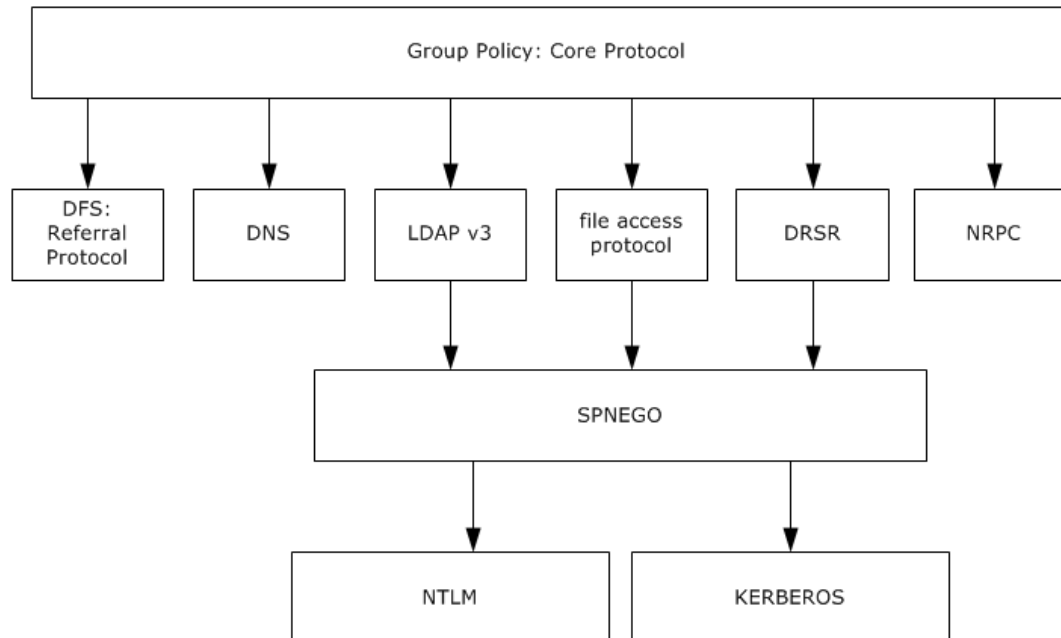 Group Policy: Core Protocol
DFS:
Referral
Protocol
DNS
LDAP v3
file access
protocol
DRSR
NRPC
SPNEGO
NTLM
KERBEROS